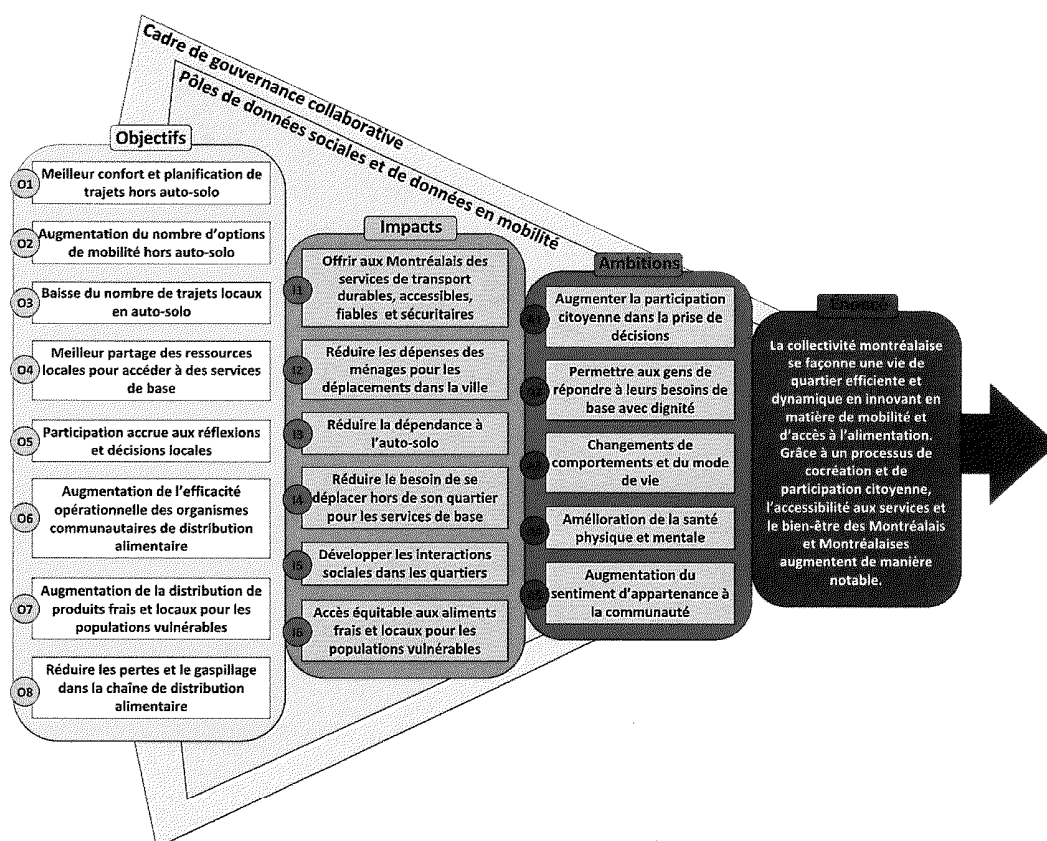 Cadre de gouvernance collaborative
Pôles de données sociales et de données en mobilité
Objectifs
O1
Meilleur confort et planification de
trajets hors auto-solo
O2
Augmentation du nombre d'options
de mobilité hors auto-solo
O3
Baisse du nombre de trajets locaux
en auto-solo
O4
Meilleur partage des ressources
locales pour accéder à des services
de base
O5
Participation accrue aux réflexions
et décisions locales
O6
Augmentation de l'efficacité
opérationnelle des organismes
communautaires de distribution
alimentaire
O7
Augmentation de la distribution de
produits frais et locaux pour les
populations vulnérables
O8
Réduire les pertes et le gaspillage
dans la chaîne de distribution
alimentaire
Impacts
I1
Offrir aux Montréalais des
services de transport
durables, accessibles,
fiables et sécuritaires
I2
Réduire les dépenses des
ménages pour les
déplacements dans la ville
I3
Réduire la dépendance à
l'auto-solo
I4
Réduire le besoin de se
déplacer hors de son quartier
pour les services de base
I5
Développer les interactions
sociales dans les quartiers
I6
Accès équitable aux aliments
frais et locaux pour les
populations vulnérables
Ambitions
A1
Augmenter la participation
citoyenne dans la prise de
décisions
A2
Permettre aux gens de
répondre à leurs besoins de
base avec dignité
A3
Changements de
comportements et du mode
de vie
A4
Amélioration de la santé
physique et mentale
A5
Augmentation du
sentiment d'appartenance à
la communauté
Énoncé
La collectivité montréalaise
se façonne une vie de
quartier efficiente et
dynamique en innovant en
matière de mobilité et
d'accès à l'alimentation.
Grâce à un processus de
cocréation et de
participation citoyenne,
l'accessibilité aux services et
le bien-être des Montréalais
et Montréalaises
augmentent de manière
notable.